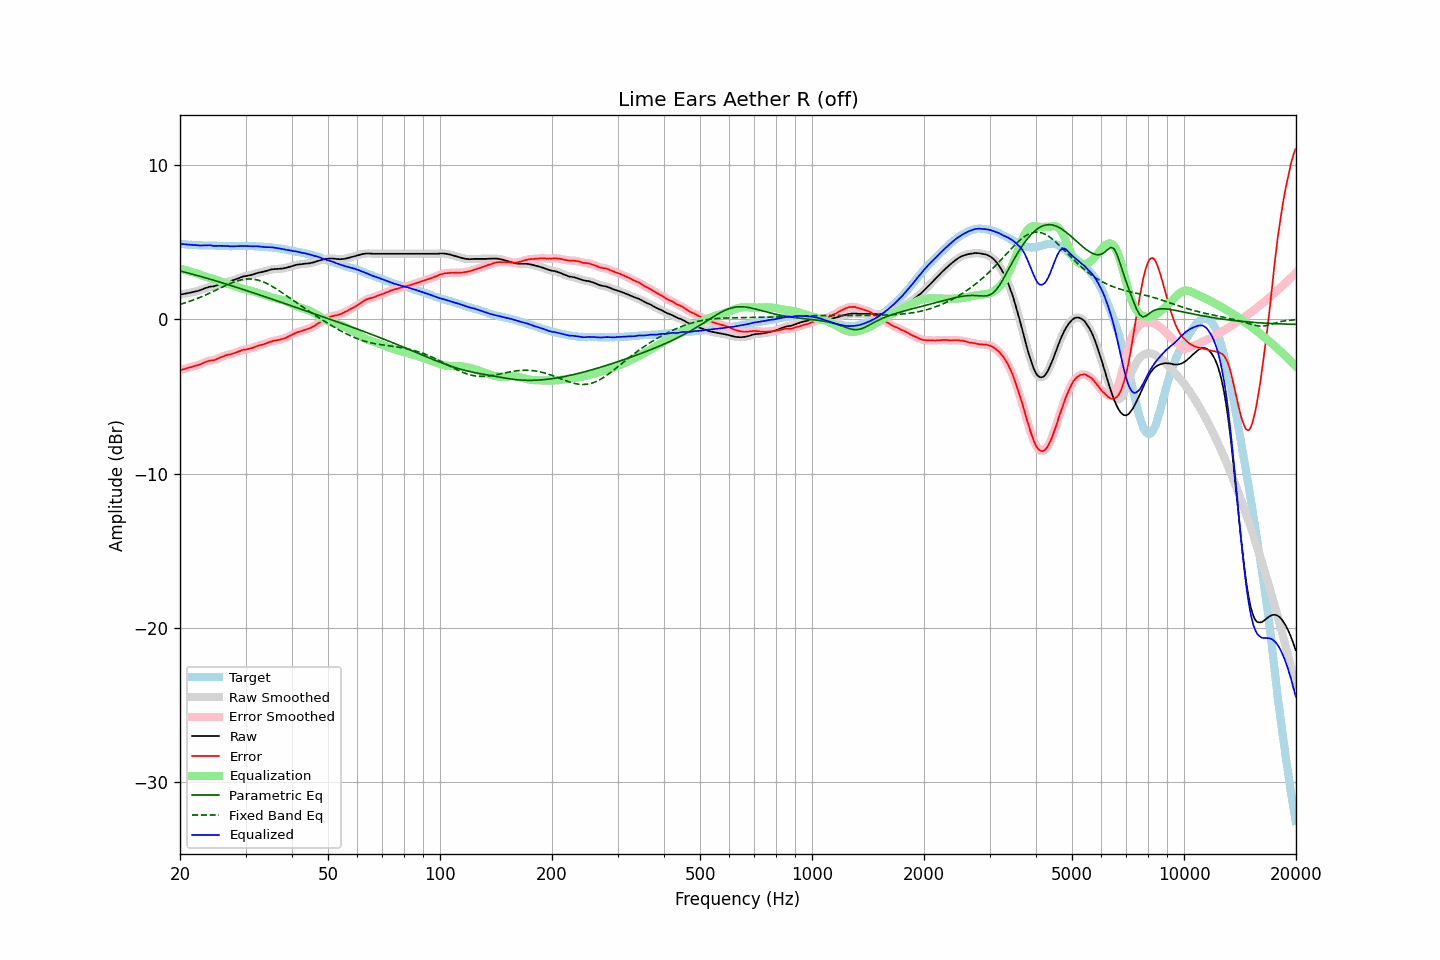 Lime Ears Aether R (off)
10
0
−10
−20
−30
Amplitude (dBr)
Target
Raw Smoothed
Error Smoothed
Raw
Error
Equalization
Parametric Eq
Fixed Band Eq
Equalized
20 50 100 200 500 1000 2000 5000 10000 20000
Frequency (Hz)